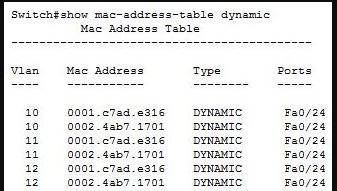 Switch#show mac-address-table dynamic
Mac Address Table
-------------------------------------------
Vlan Mac Address Type Ports
---- ----------- -------- -----
10 0001.c7ad.e316 DYNAMIC Fa0/24
10 0002.4ab7.1701 DYNAMIC Fa0/24
11 0001.c7ad.e316 DYNAMIC Fa0/24
11 0002.4ab7.1701 DYNAMIC Fa0/24
12 0001.c7ad.e316 DYNAMIC Fa0/24
12 0002.4ab7.1701 DYNAMIC Fa0/24